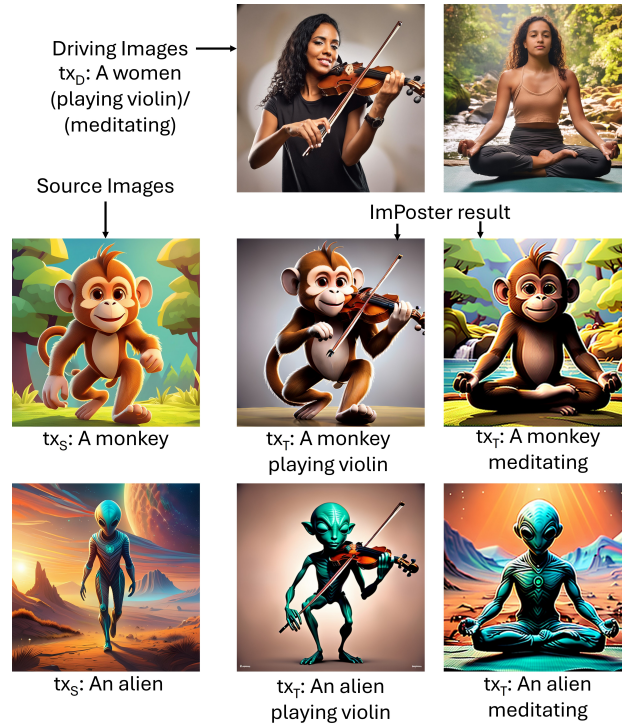 Driving Images
tx_D: A women
(playing violin)/
(meditating)
Source Images
ImPoster result
tx_S: A monkey
tx_T: A monkey
playing violin
tx_T: A monkey
meditating
tx_S: An alien
tx_T: An alien
playing violin
tx_T: An alien
meditating